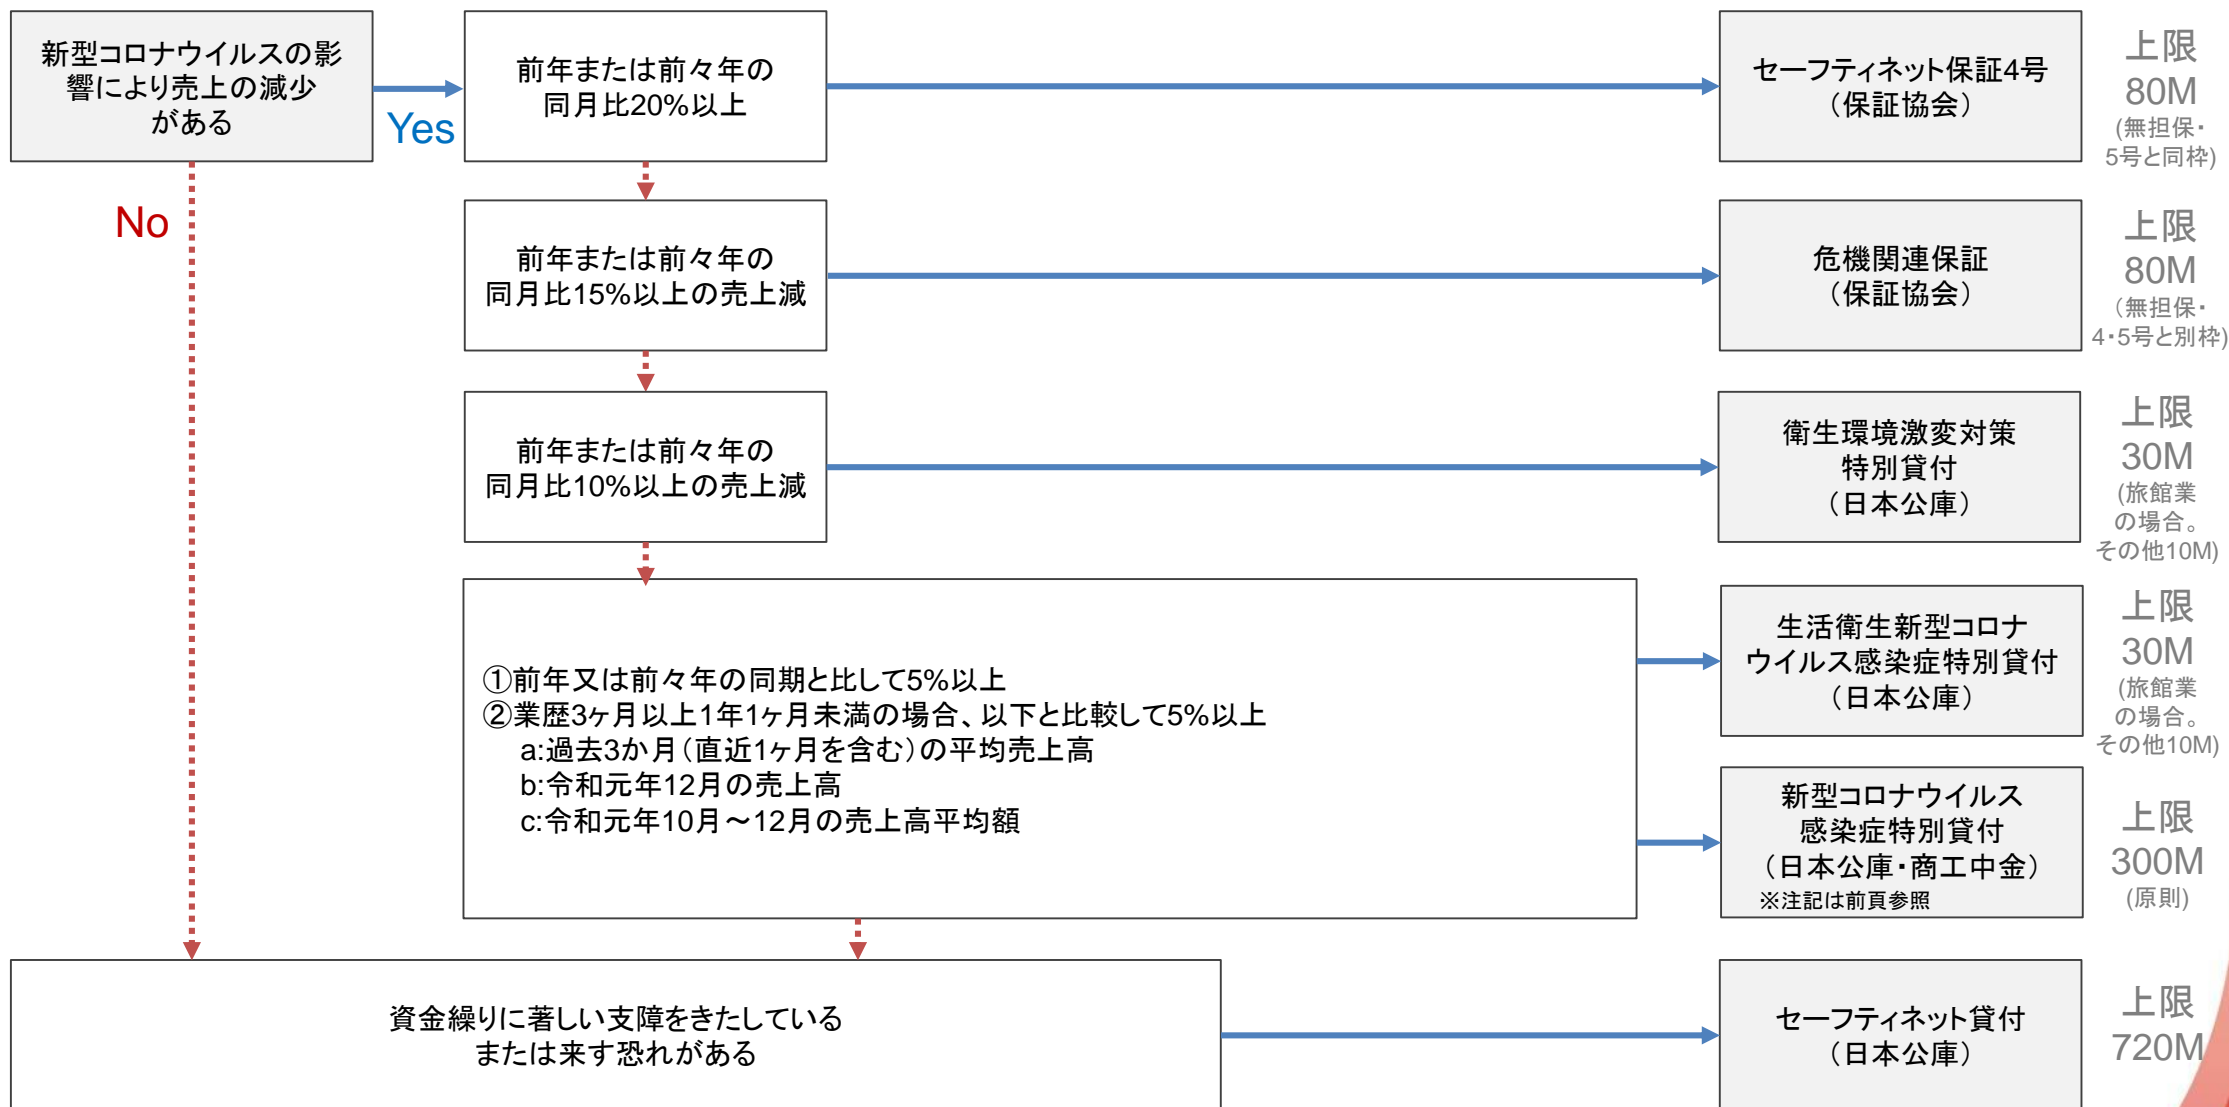 新型コロナウイルスの影
響により売上の減少
がある
Yes
No
前年または前々年の
同月比20%以上
セーフティネット保証4号
（保証協会）
上限
80M
(無担保・
5号と同枠)
前年または前々年の
同月比15%以上の売上減
危機関連保証
（保証協会）
上限
80M
（無担保・
4・5号と別枠)
前年または前々年の
同月比10%以上の売上減
衛生環境激変対策
特別貸付
（日本公庫）
上限
30M
(旅館業
の場合。
その他10M)
①前年又は前々年の同期と比して5%以上
②業歴3ヶ月以上1年1ヶ月未満の場合、以下と比較して5%以上
a:過去3か月（直近1ヶ月を含む）の平均売上高
b:令和元年12月の売上高
c:令和元年10月～12月の売上高平均額
生活衛生新型コロナ
ウイルス感染症特別貸付
（日本公庫）
上限
30M
(旅館業
の場合。
その他10M)
新型コロナウイルス
感染症特別貸付
（日本公庫・商工中金）
※注記は前頁参照
上限
300M
(原則)
資金繰りに著しい支障をきたしている
または来す恐れがある
セーフティネット貸付
（日本公庫）
上限
720M